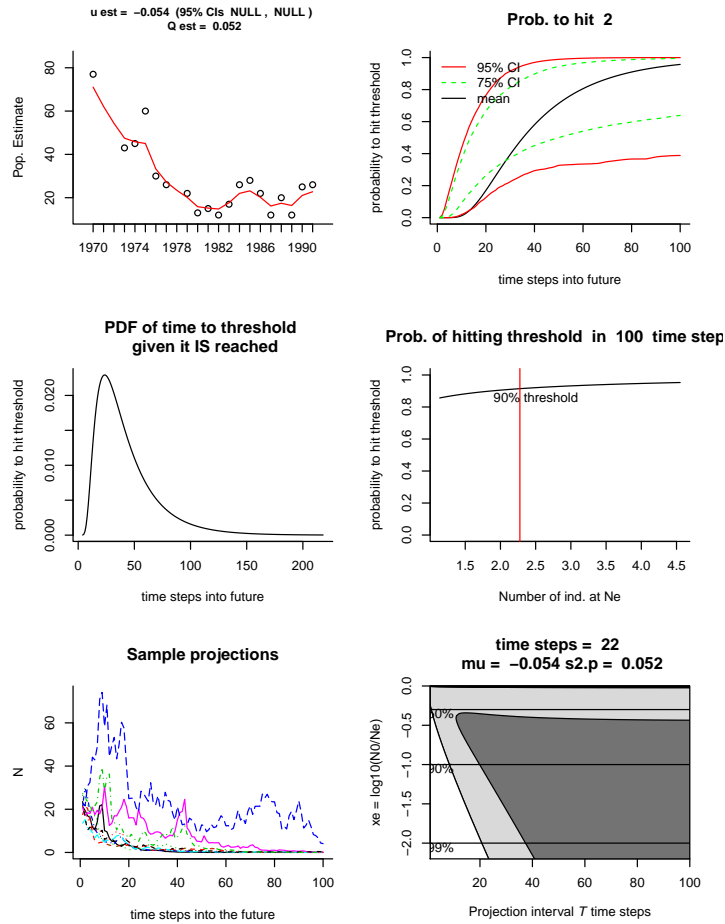 u est = −0.054 (95% CIs NULL , NULL )
Q est = 0.052
Pop. Estimate
80
60
40
20
1970 1974 1978 1982 1986 1990
Prob. to hit 2
probability to hit threshold
1.0
0.8
0.6
0.4
0.2
0.0
95% CI
75% CI
mean
0 20 40 60 80 100
time steps into future
PDF of time to threshold
given it IS reached
probability to hit threshold
0.020
0.010
0.000
0 50 100 150 200
time steps into future
Prob. of hitting threshold in 100 time step
probability to hit threshold
1.0
0.8
0.6
0.4
0.2
0.0
90% threshold
1.5 2.0 2.5 3.0 3.5 4.0 4.5
Number of ind. at Ne
Sample projections
N
60
40
20
0
0 20 40 60 80 100
time steps into the future
time steps = 22
mu = −0.054 s2.p = 0.052
xe = log10(N0/Ne)
0.0
−0.5
−1.0
−1.5
−2.0
90%
99%
20 40 60 80 100
Projection interval T time steps